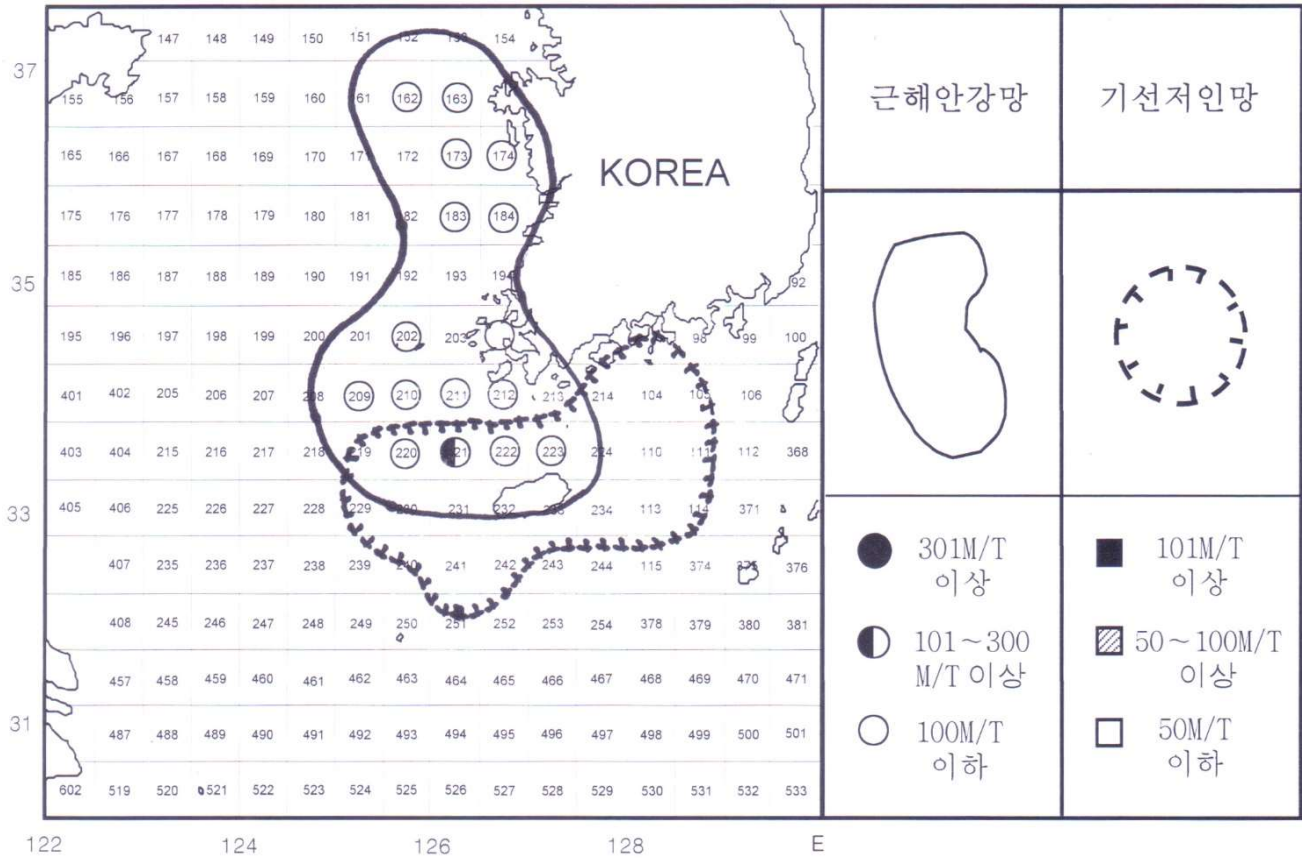 147 148 149 150 151 152 153 154
37
155 156 157 158 159 160 161 162 163
165 166 167 168 169 170 171 172 173 174
KOREA
175 176 177 178 179 180 181 182 183 184
35
185 186 187 188 189 190 191 192 193 194 92
195 196 197 198 199 200 201 202 203 98 99 100
401 402 205 206 207 208 209 210 211 212 213 214 104 105 106
403 404 215 216 217 218 219 220 221 222 223 224 110 111 112 368
33
405 406 225 226 227 228 229 230 231 232 233 234 113 114 371
407 235 236 237 238 239 240 241 242 243 244 115 374 375 376
408 245 246 247 248 249 250 251 252 253 254 378 379 380 381
457 458 459 460 461 462 463 464 465 466 467 468 469 470 471
31
487 488 489 490 491 492 493 494 495 496 497 498 499 500 501
602 519 520 521 522 523 524 525 526 527 528 529 530 531 532 533
122 124 126 128 E
근해안강망
기선저인망
301M/T
이상
101～300
M/T 이상
100M/T
이하
101M/T
이상
50～100M/T
이상
50M/T
이하